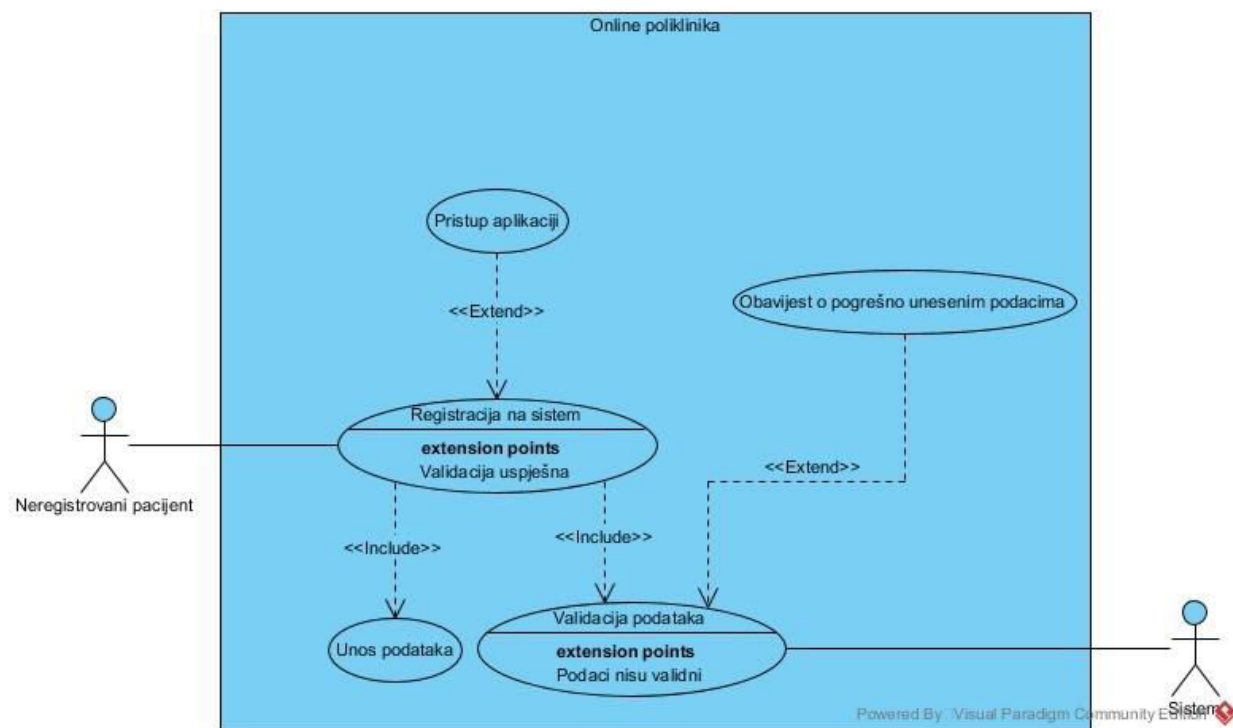 Online poliklinika
Pristup aplikaciji
<<Extend>>
Obavijest o pogrešno unesenim podacima
Registracija na sistem
extension points
Validacija uspješna
<<Extend>>
Neregistrovani pacijent
<<Include>>
<<Include>>
Unos podataka
Validacija podataka
extension points
Podaci nisu validni
Sistem
Powered By Visual Paradigm Community Edition